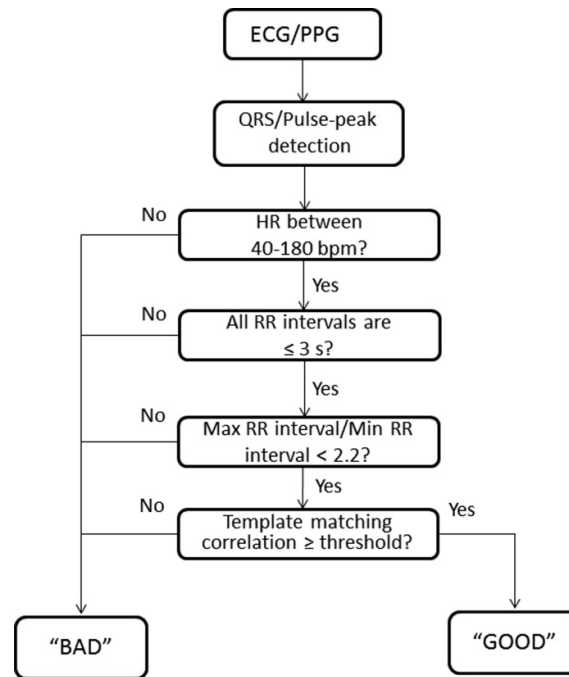 ECG/PPG
QRS/Pulse-peak
detection
No
HR between
40-180 bpm?
Yes
No
All RR intervals are
≤ 3 s?
Yes
No
Max RR interval/Min RR
interval < 2.2?
Yes
No
Template matching
correlation ≥ threshold?
Yes
“BAD”
“GOOD”